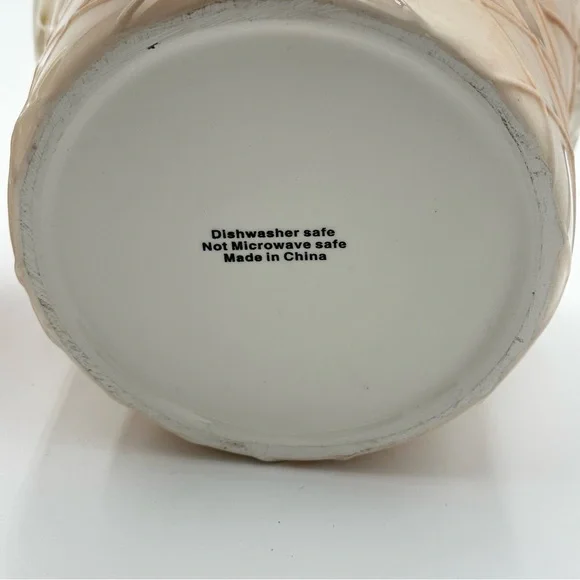 Dishwasher safe
Not Microwave safe
Made in China